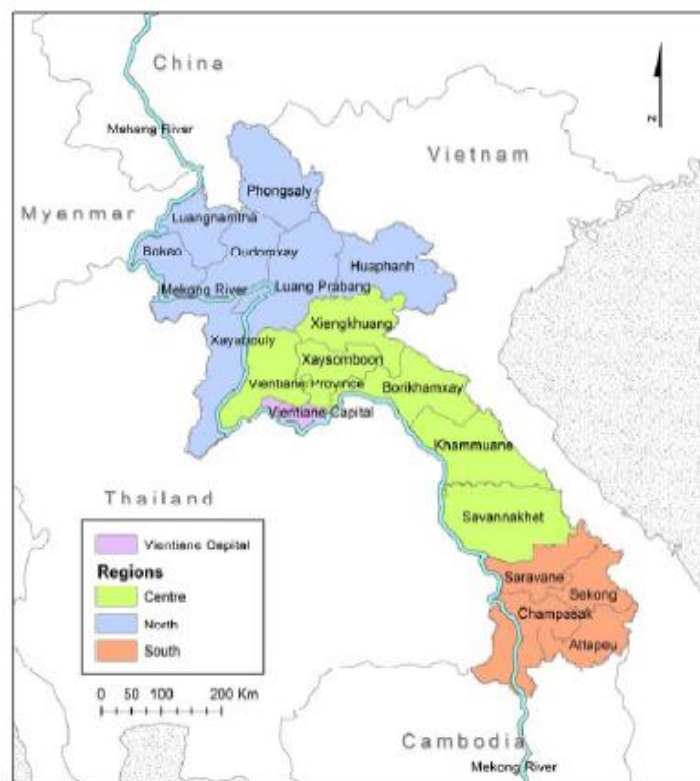 China
Mekong River
Vietnam
Phongsaly
Myanmar
Luangnamtha
Bokeo
Oudomxay
Huaphanh
Mekong River
Luang Prabang
Xiengkhuang
Xayabouly
Xaysomboon
Vientiane Province
Borikhamxay
Vientiane Capital
Khammuane
Thailand
Savannakhet
Vientiane Capital
Regions
Centre
North
South
0 50 100 200 Km
Saravane
Sekong
Champasak
Attapeu
Cambodia
Mekong River
N